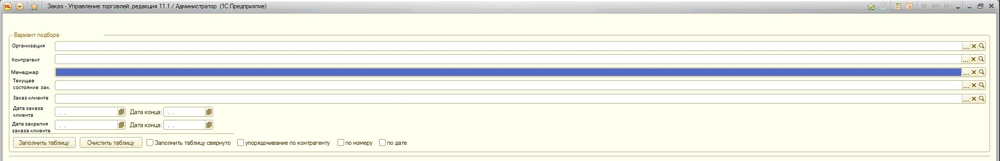 Заказ - Управление торговлей, редакция 11.1 / Администратор (1С:Предприятие)
31 M M+ M-
Вариант подбора
Организация
Контрагент
Менеджер
Текущее
состояние зак.
Заказ клиента
Дата заказа
клиента
. . Дата конца: . .
Дата закрытия
заказа клиента
. . Дата конца: . .
Заполнить таблицу Очистить таблицу Заполнить таблицу свернуто упорядочивание по контрагенту по номеру по дате